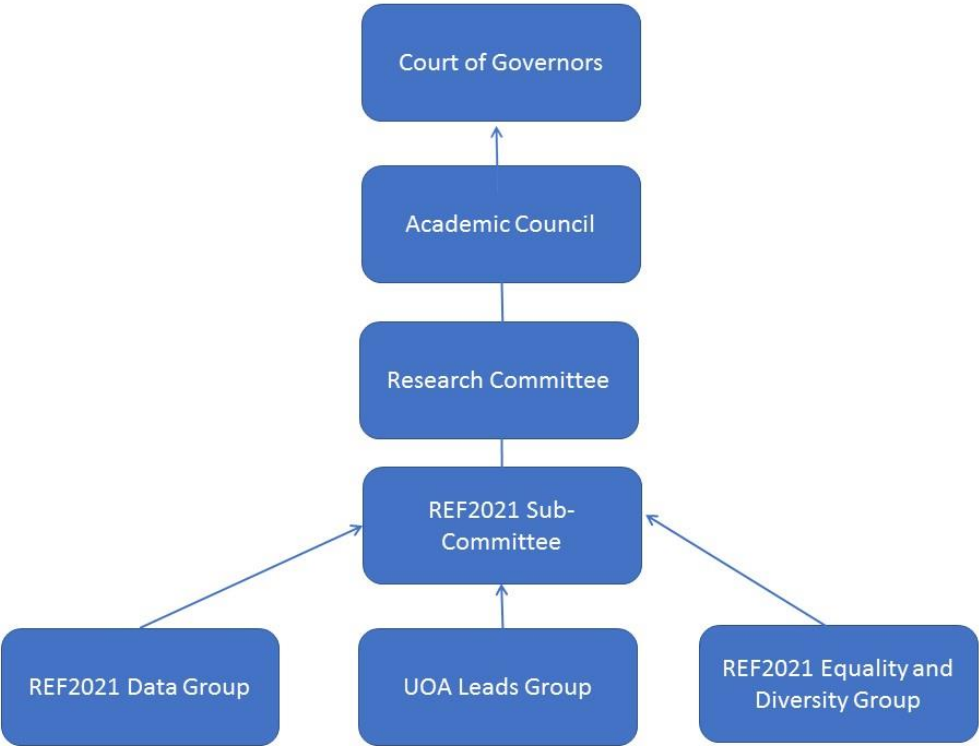 Court of Governors
Academic Council
Research Committee
REF2021 Sub-
Committee
REF2021 Data Group
UOA Leads Group
REF2021 Equality and
Diversity Group